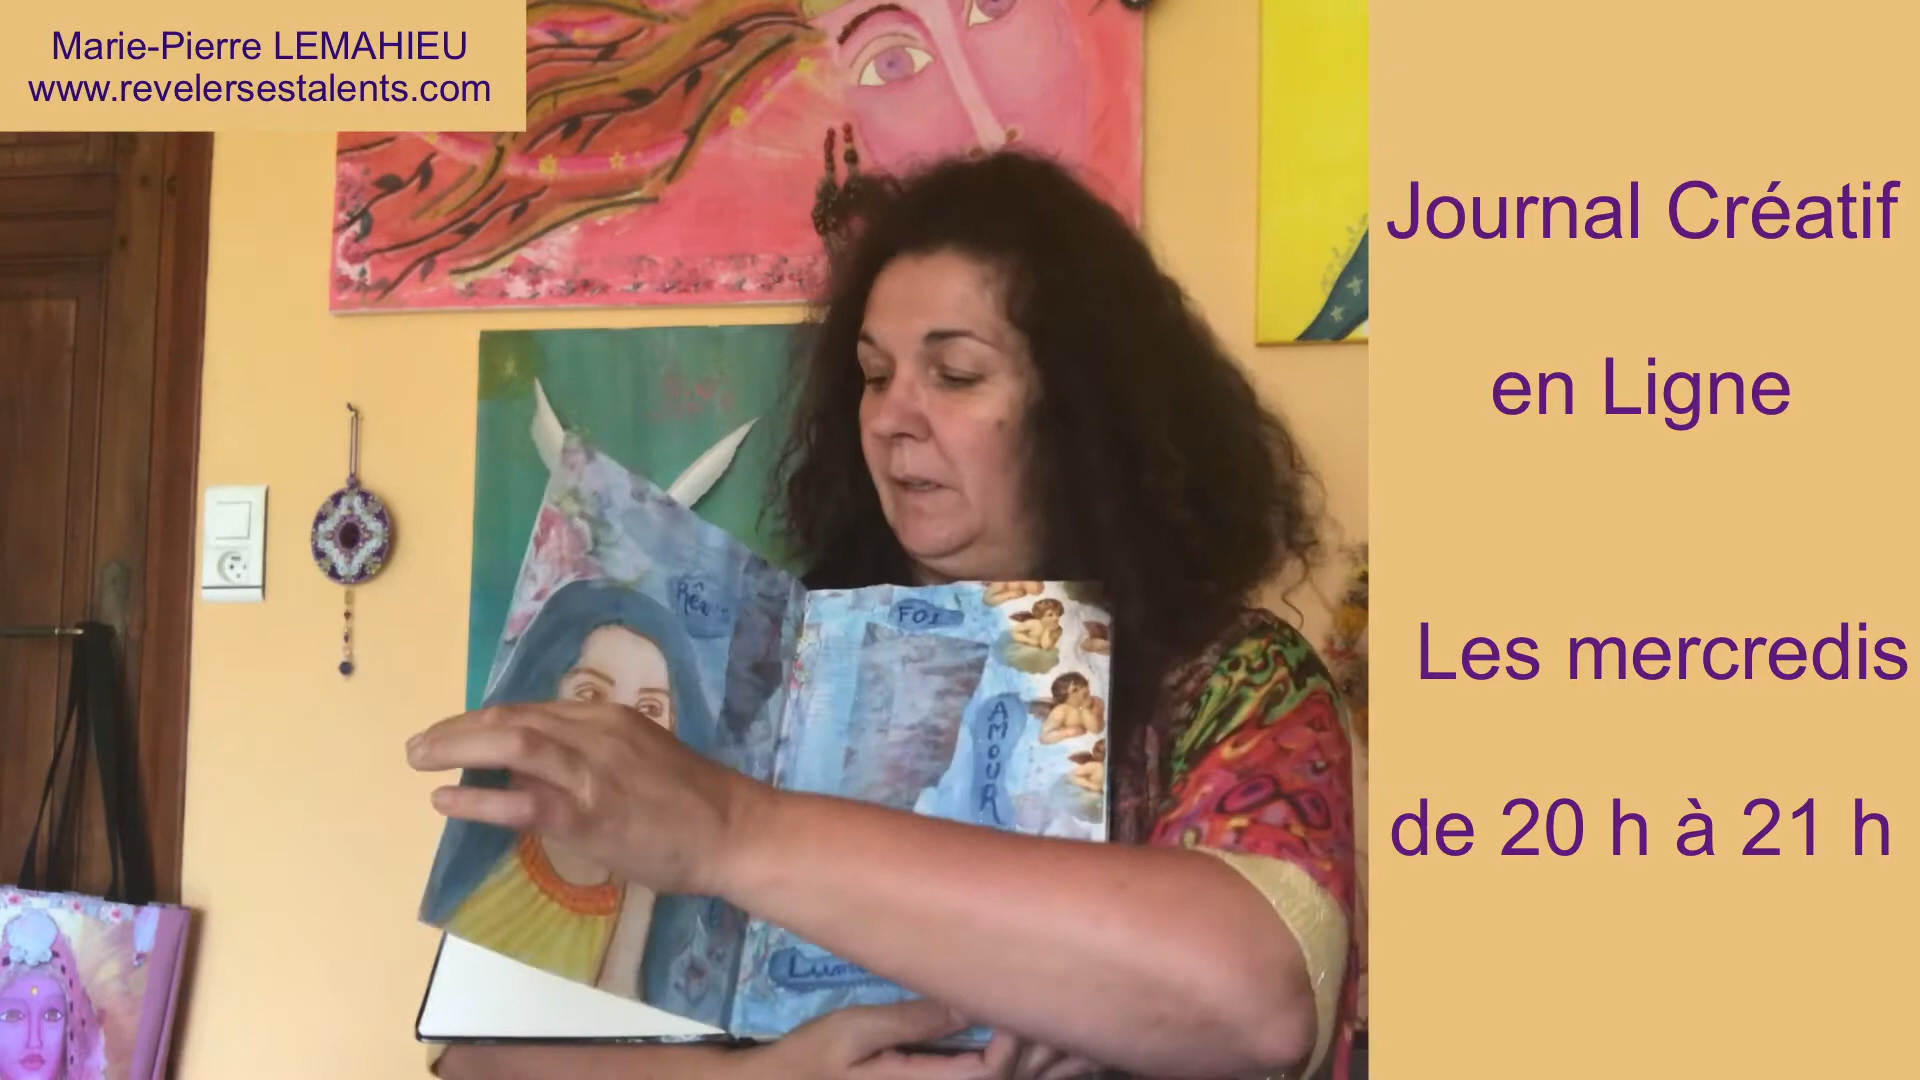 Marie-Pierre LEMAHIEU
www.revelersestalents.com
Journal Créatif
en Ligne
Les mercredis
de 20 h à 21 h
FOI
AMOUR